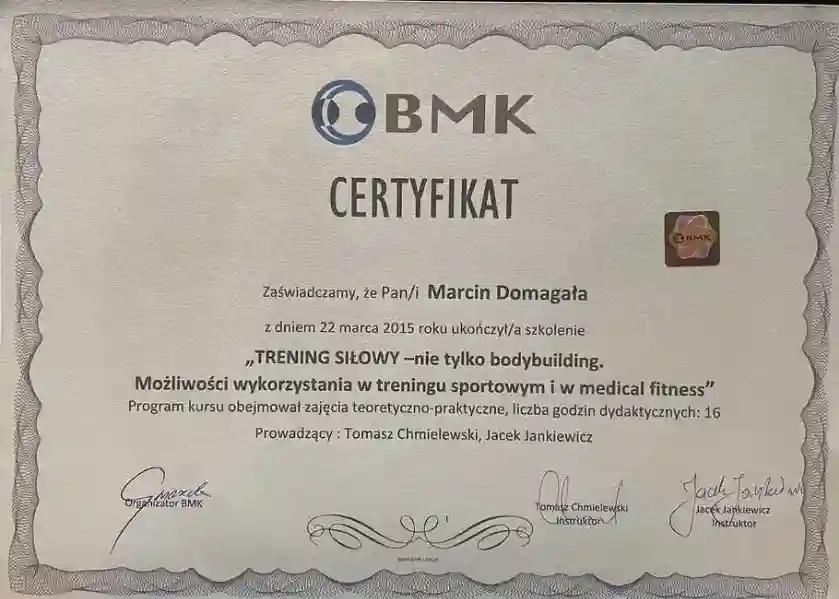 BMK
CERTYFIKAT
BMK
Zaświadczamy, że Pan/i Marcin Domagała
z dniem 22 marca 2015 roku ukończył/a szkolenie
„TRENING SIŁOWY –nie tylko bodybuilding.
Możliwości wykorzystania w treningu sportowym i w medical fitness”
Program kursu obejmował zajęcia teoretyczno-praktyczne, liczba godzin dydaktycznych: 16
Prowadzący : Tomasz Chmielewski, Jacek Jankiewicz
Organizator BMK
Tomasz Chmielewski
Instruktor
Jacek Jankiewicz
Instruktor